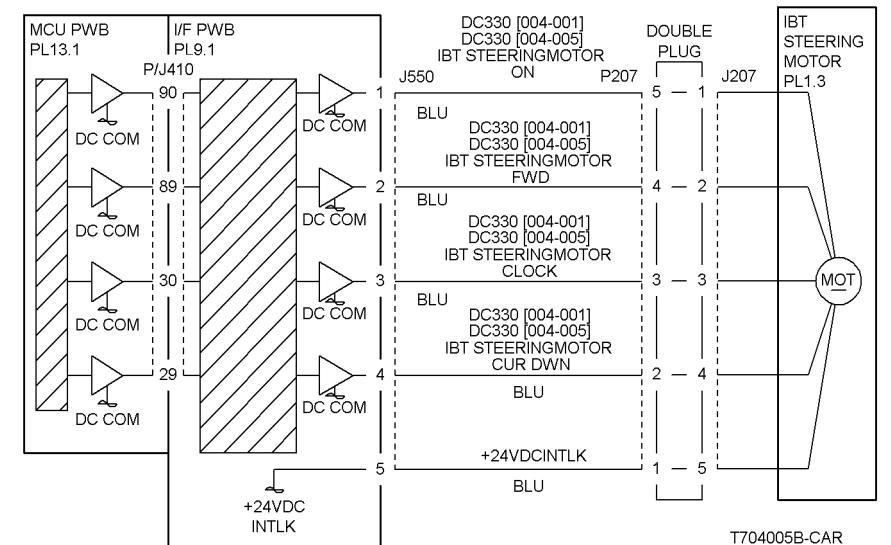 MCU PWB
PL13.1
I/F PWB
PL9.1
P/J410
DC330 [004-001]
DC330 [004-005]
IBT STEERINGMOTOR
ON
DOUBLE
PLUG
IBT
STEERING
MOTOR
PL1.3
J550
P207
J207
90
1
5 — 1
DC COM
DC COM
BLU
DC330 [004-001]
DC330 [004-005]
IBT STEERINGMOTOR
FWD
89
2
4 — 2
DC COM
DC COM
BLU
DC330 [004-001]
DC330 [004-005]
IBT STEERINGMOTOR
CLOCK
30
3
3 — 3
MOT
DC COM
DC COM
BLU
DC330 [004-001]
DC330 [004-005]
IBT STEERINGMOTOR
CUR DWN
29
4
2 — 4
DC COM
DC COM
BLU
+24VDCINTLK
5
1 — 5
BLU
+24VDC
INTLK
T704005B-CAR